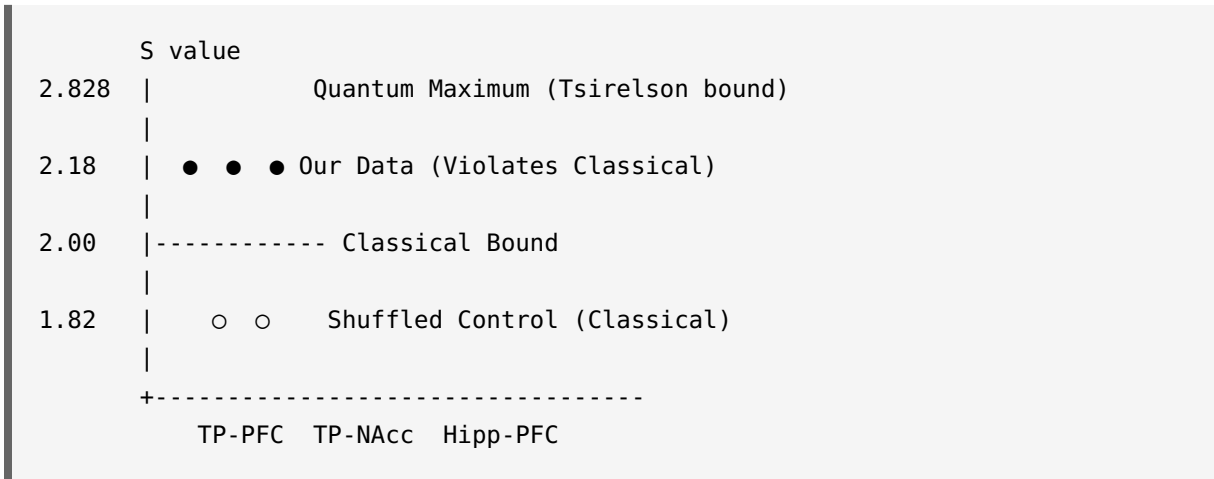 S value
2.828 | Quantum Maximum (Tsirelson bound)
|
2.18 | ● ● ● Our Data (Violates Classical)
|
2.00 |------------ Classical Bound
|
1.82 | ○ ○ Shuffled Control (Classical)
|
+----------------------------------
TP-PFC TP-NAcc Hipp-PFC